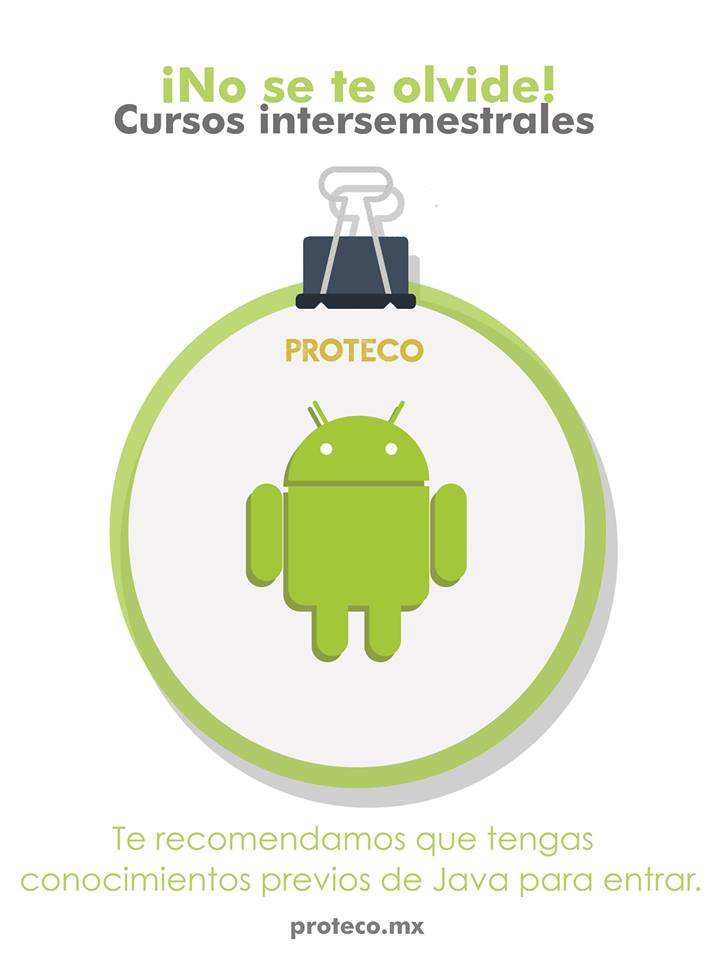 ¡No se te olvide!
Cursos intersemestrales
PROTECO
Te recomendamos que tengas
conocimientos previos de Java para entrar.
proteco.mx